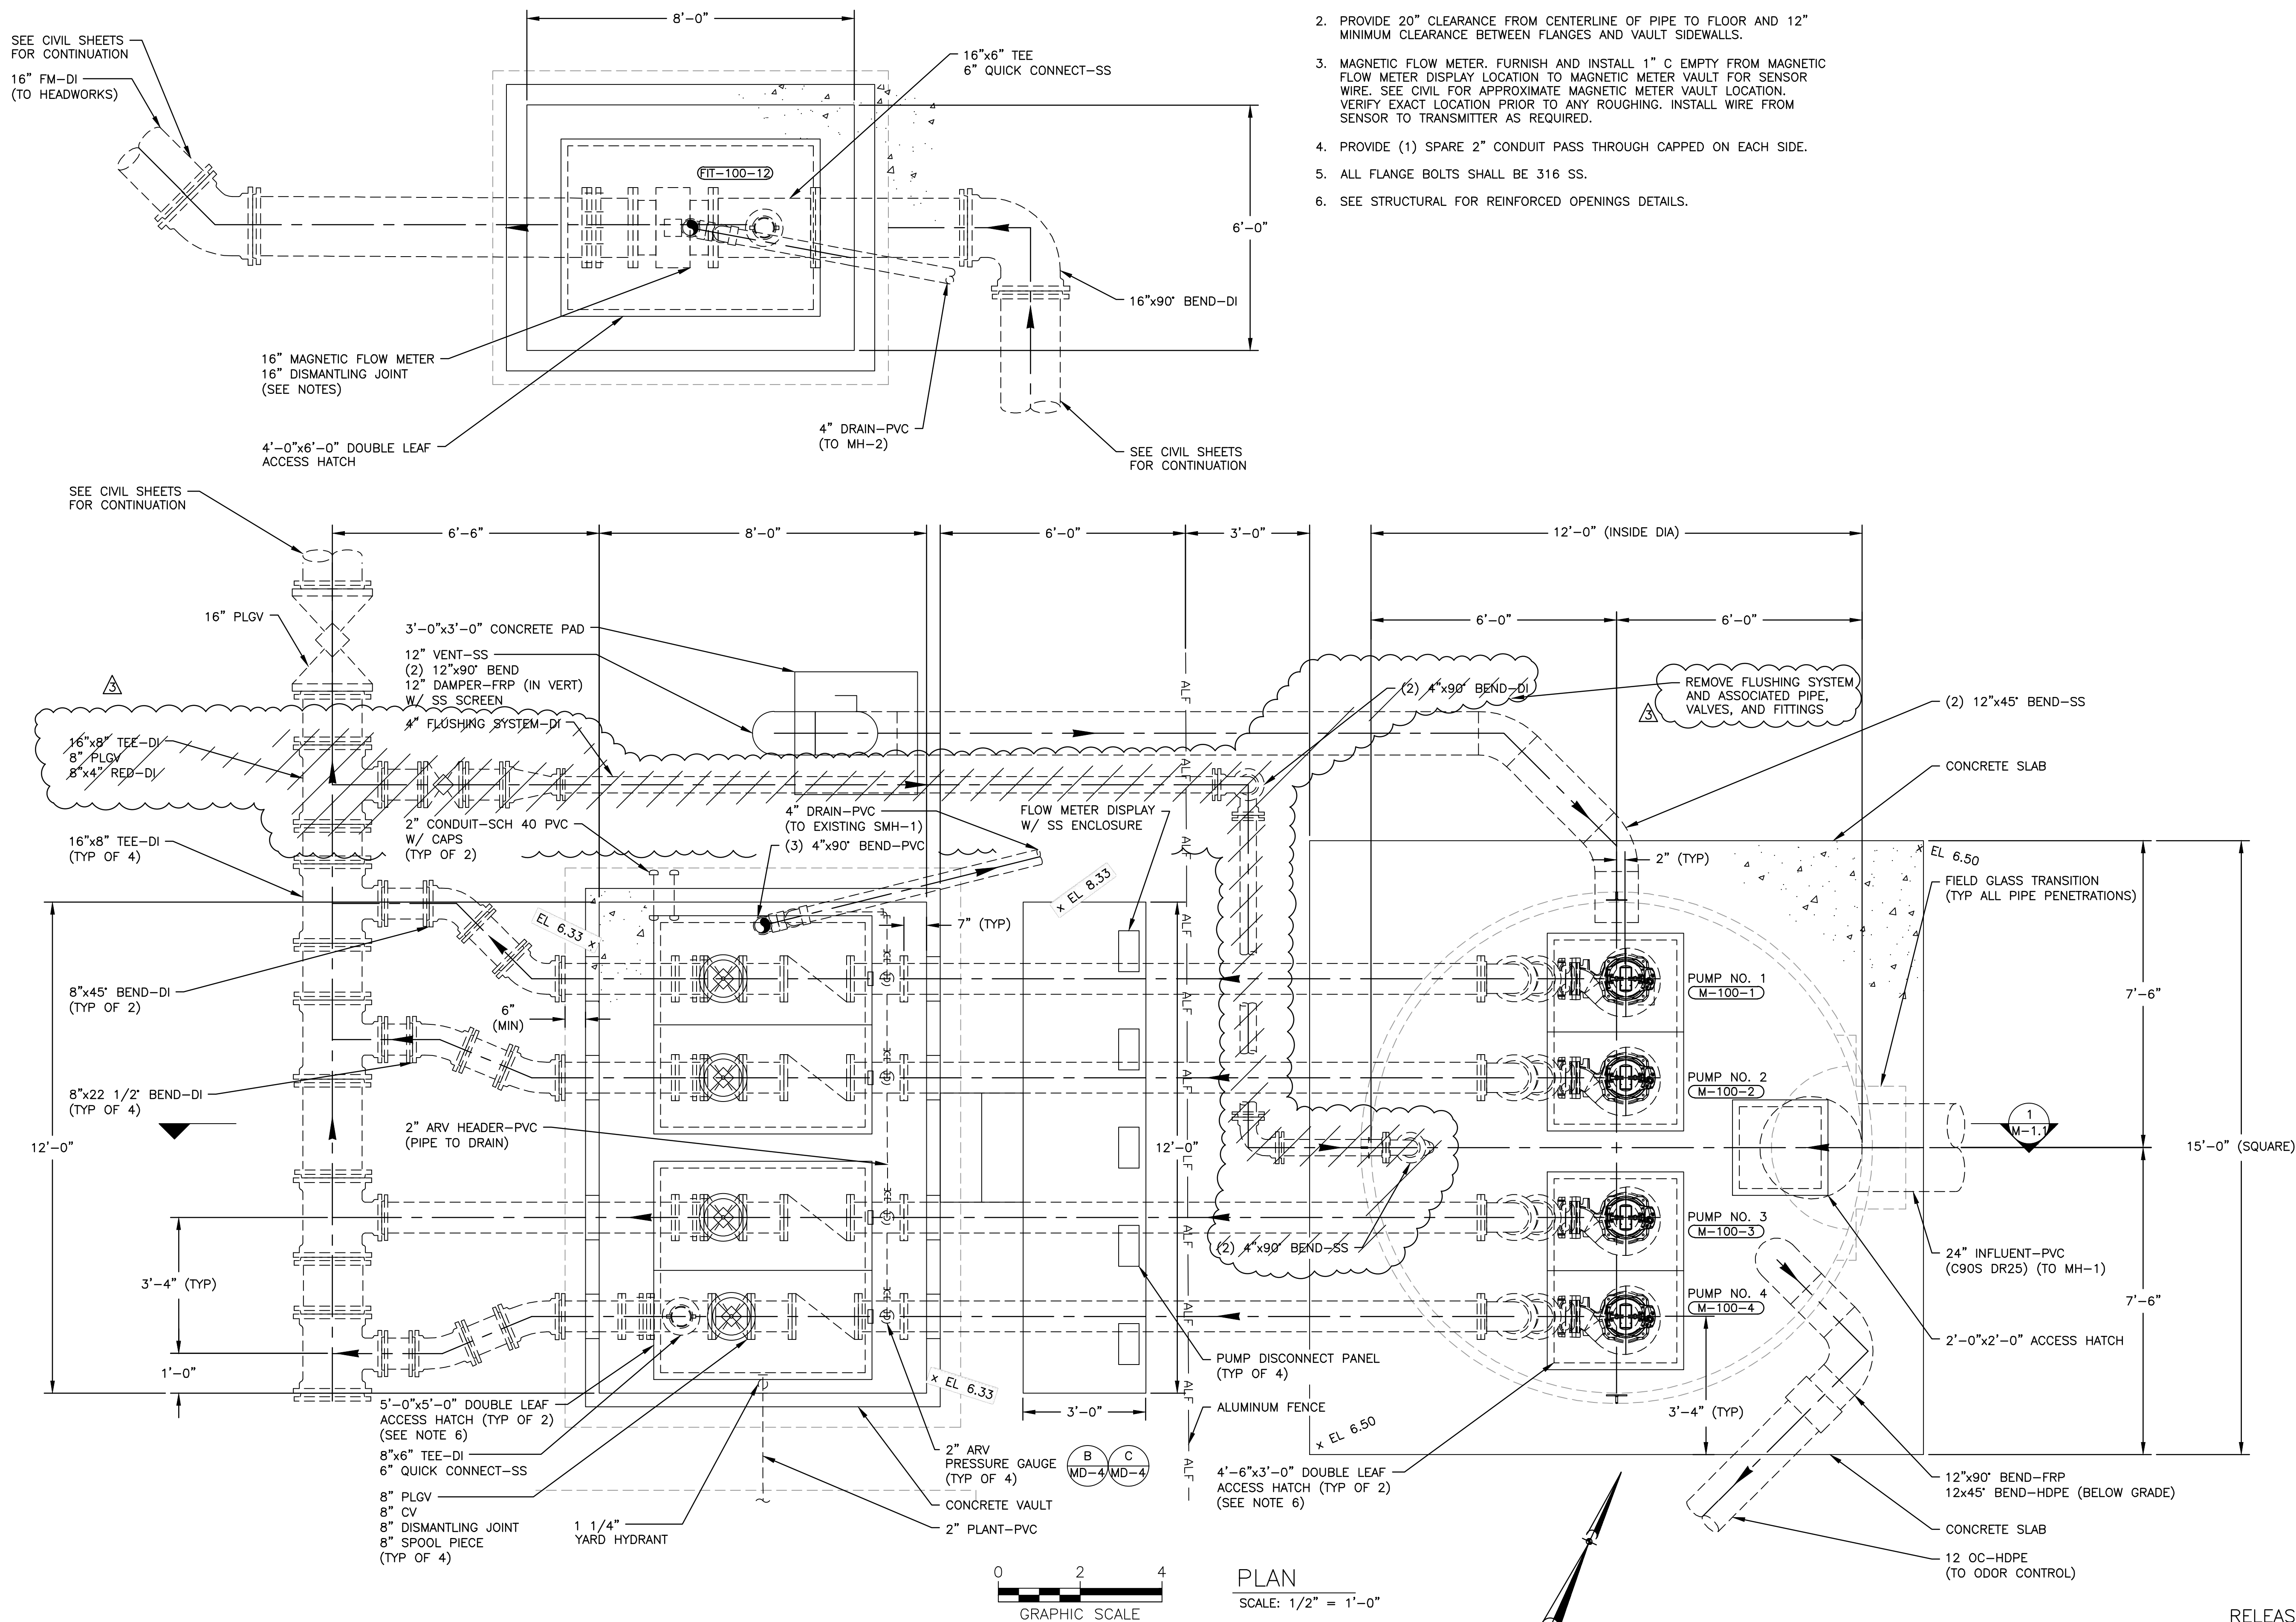 2. PROVIDE 20" CLEARANCE FROM CENTERLINE OF PIPE TO FLOOR AND 12"
MINIMUM CLEARANCE BETWEEN FLANGES AND VAULT SIDEWALLS.
3. MAGNETIC FLOW METER. FURNISH AND INSTALL 1" C EMPTY FROM MAGNETIC
FLOW METER DISPLAY LOCATION TO MAGNETIC METER VAULT FOR SENSOR
WIRE. SEE CIVIL FOR APPROXIMATE MAGNETIC METER VAULT LOCATION.
VERIFY EXACT LOCATION PRIOR TO ANY ROUGHING. INSTALL WIRE FROM
SENSOR TO TRANSMITTER AS REQUIRED.
4. PROVIDE (1) SPARE 2" CONDUIT PASS THROUGH CAPPED ON EACH SIDE.
5. ALL FLANGE BOLTS SHALL BE 316 SS.
6. SEE STRUCTURAL FOR REINFORCED OPENINGS DETAILS.
8'-0"
SEE CIVIL SHEETS
FOR CONTINUATION
16" FM-DI
(TO HEADWORKS)
16"x6" TEE
6" QUICK CONNECT-SS
FIT-100-12
6'-0"
16"x90° BEND-DI
16" MAGNETIC FLOW METER
16" DISMANTLING JOINT
(SEE NOTES)
4'-0"x6'-0" DOUBLE LEAF
ACCESS HATCH
4" DRAIN-PVC
(TO MH-2)
SEE CIVIL SHEETS
FOR CONTINUATION
SEE CIVIL SHEETS
FOR CONTINUATION
6'-6"
8'-0"
6'-0"
3'-0"
12'-0" (INSIDE DIA)
6'-0"
6'-0"
16" PLGV
3'-0"x3'-0" CONCRETE PAD
12" VENT-SS
(2) 12"x90° BEND
12" DAMPER-FRP (IN VERT)
W/ SS SCREEN
4" FLUSHING SYSTEM-DI
3
16"x8" TEE-DI
8" PLGV
8"x4" RED-DI
(2) 4"x90° BEND-DI
REMOVE FLUSHING SYSTEM
AND ASSOCIATED PIPE,
VALVES, AND FITTINGS
3
(2) 12"x45° BEND-SS
CONCRETE SLAB
16"x8" TEE-DI
(TYP OF 4)
2" CONDUIT-SCH 40 PVC
W/ CAPS
(TYP OF 2)
4" DRAIN-PVC
(TO EXISTING SMH-1)
(3) 4"x90° BEND-PVC
FLOW METER DISPLAY
W/ SS ENCLOSURE
ALF
ALF
ALF
ALF
ALF
ALF
ALF
ALF
ALF
ALF
ALF
ALF
2" (TYP)
EL 6.50
FIELD GLASS TRANSITION
(TYP ALL PIPE PENETRATIONS)
EL 6.33
EL 8.33
7" (TYP)
8"x45° BEND-DI
(TYP OF 2)
6"
(MIN)
PUMP NO. 1
M-100-1
7'-6"
8"x22 1/2° BEND-DI
(TYP OF 4)
PUMP NO. 2
M-100-2
1
M-1.1
2" ARV HEADER-PVC
(PIPE TO DRAIN)
12'-0"
12'-0"
15'-0" (SQUARE)
PUMP NO. 3
M-100-3
(2) 4"x90° BEND-SS
24" INFLUENT-PVC
(C90S DR25) (TO MH-1)
3'-4" (TYP)
PUMP NO. 4
M-100-4
7'-6"
2'-0"x2'-0" ACCESS HATCH
1'-0"
PUMP DISCONNECT PANEL
(TYP OF 4)
EL 6.33
5'-0"x5'-0" DOUBLE LEAF
ACCESS HATCH (TYP OF 2)
(SEE NOTE 6)
3'-0"
ALUMINUM FENCE
3'-4" (TYP)
EL 6.50
8"x6" TEE-DI
6" QUICK CONNECT-SS
2" ARV
PRESSURE GAUGE
(TYP OF 4)
B
MD-4
C
MD-4
4'-6"x3'-0" DOUBLE LEAF
ACCESS HATCH (TYP OF 2)
(SEE NOTE 6)
12"x90° BEND-FRP
12x45° BEND-HDPE (BELOW GRADE)
8" PLGV
8" CV
8" DISMANTLING JOINT
8" SPOOL PIECE
(TYP OF 4)
1 1/4"
YARD HYDRANT
CONCRETE VAULT
2" PLANT-PVC
CONCRETE SLAB
12 OC-HDPE
(TO ODOR CONTROL)
0 2 4
GRAPHIC SCALE
PLAN
SCALE: 1/2" = 1'-0"
RELEAS